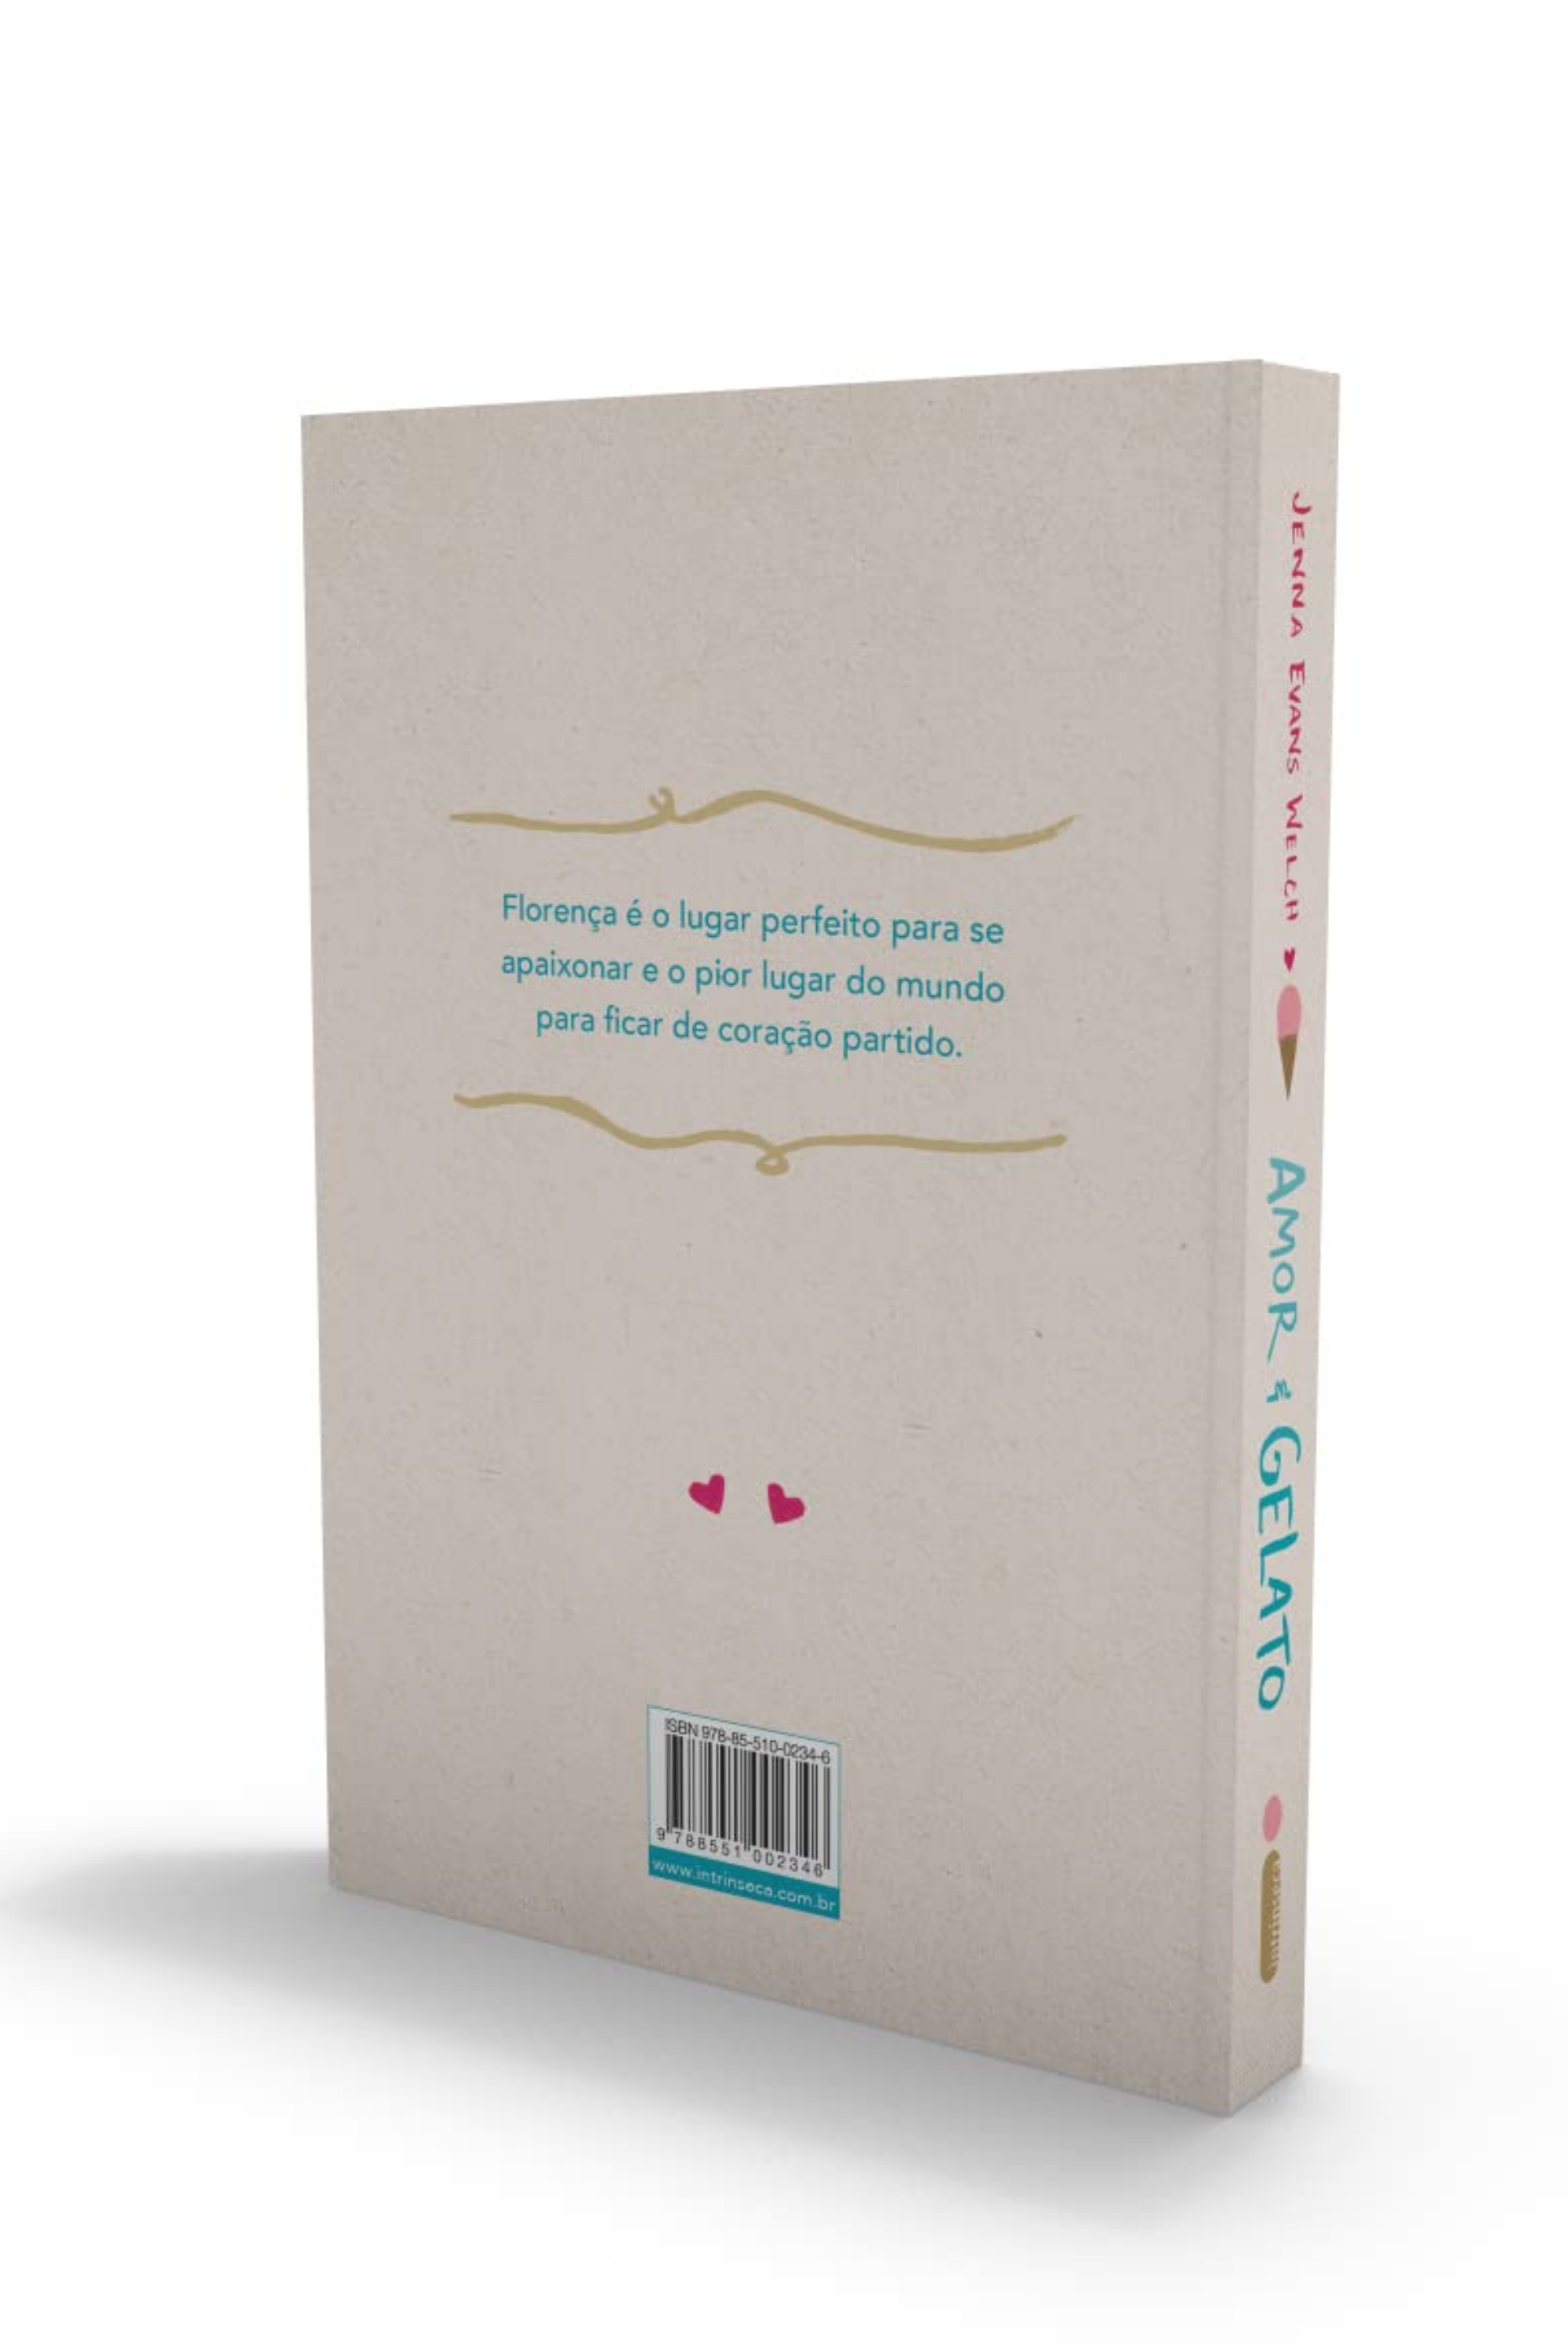 Florença é o lugar perfeito para se
apaixonar e o pior lugar do mundo
para ficar de coração partido.
ISBN 978-85-510-0234-6
9 788551 002346
www.intrinseca.com.br
JENNA EVANS WELCH
AMOR & GELATO
intrínseca